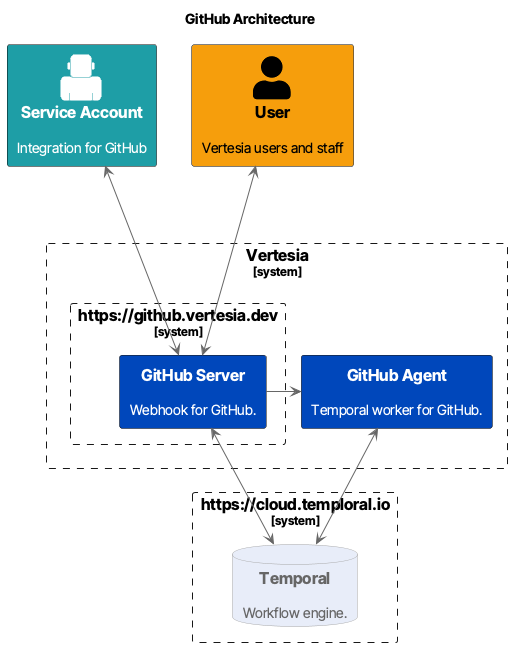 GitHub Architecture
Service Account
Integration for GitHub
User
Vertesia users and staff
Vertesia
[system]
https://github.vertesia.dev
[system]
GitHub Server
Webhook for GitHub.
GitHub Agent
Temporal worker for GitHub.
https://cloud.temploral.io
[system]
Temporal
Workflow engine.